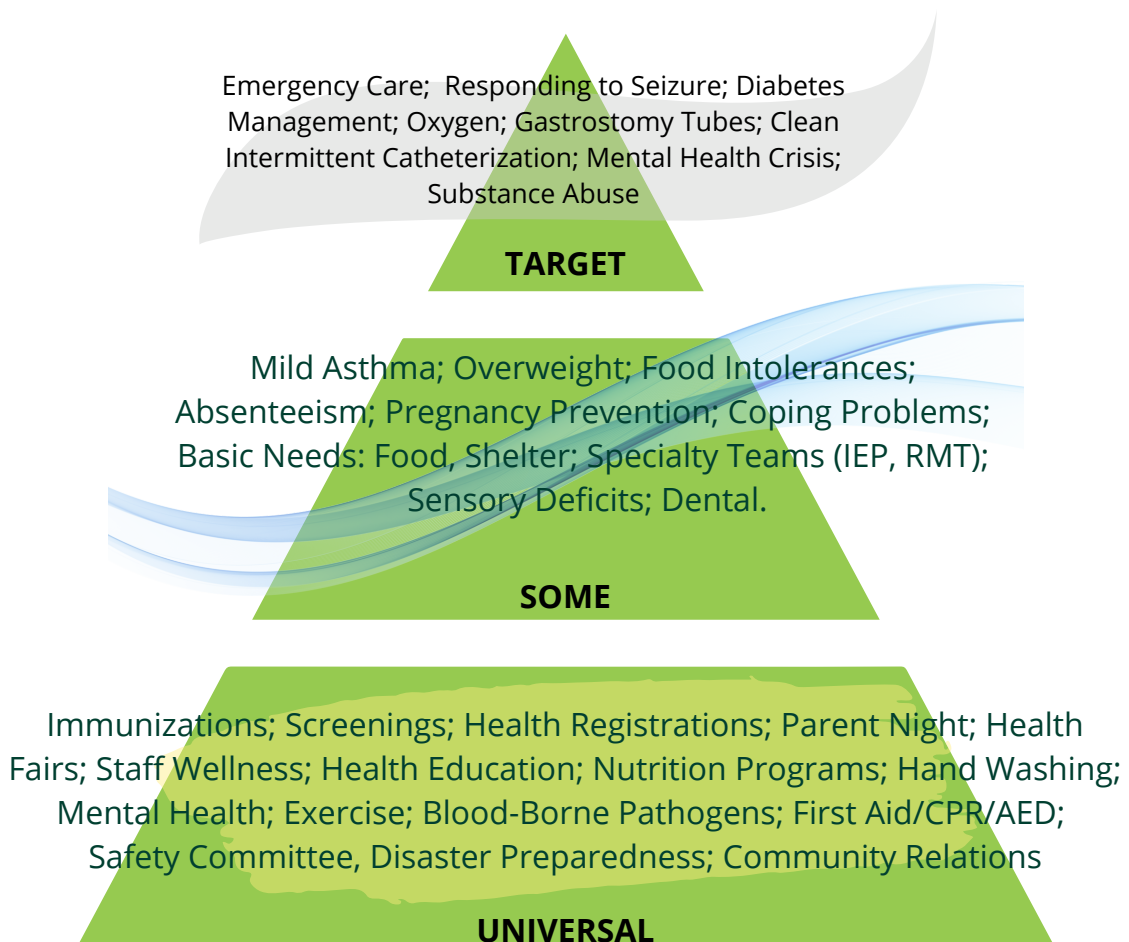 Emergency Care;  Responding to Seizure; Diabetes
Management; Oxygen; Gastrostomy Tubes; Clean
Intermittent Catheterization; Mental Health Crisis;
Substance Abuse
TARGET
Mild Asthma; Overweight; Food Intolerances;
Absenteeism; Pregnancy Prevention; Coping Problems;
Basic Needs: Food, Shelter; Specialty Teams (IEP, RMT);
Sensory Deficits; Dental.
SOME
Immunizations; Screenings; Health Registrations; Parent Night; Health
Fairs; Staff Wellness; Health Education; Nutrition Programs; Hand Washing;
Mental Health; Exercise; Blood-Borne Pathogens; First Aid/CPR/AED;
Safety Committee, Disaster Preparedness; Community Relations
UNIVERSAL